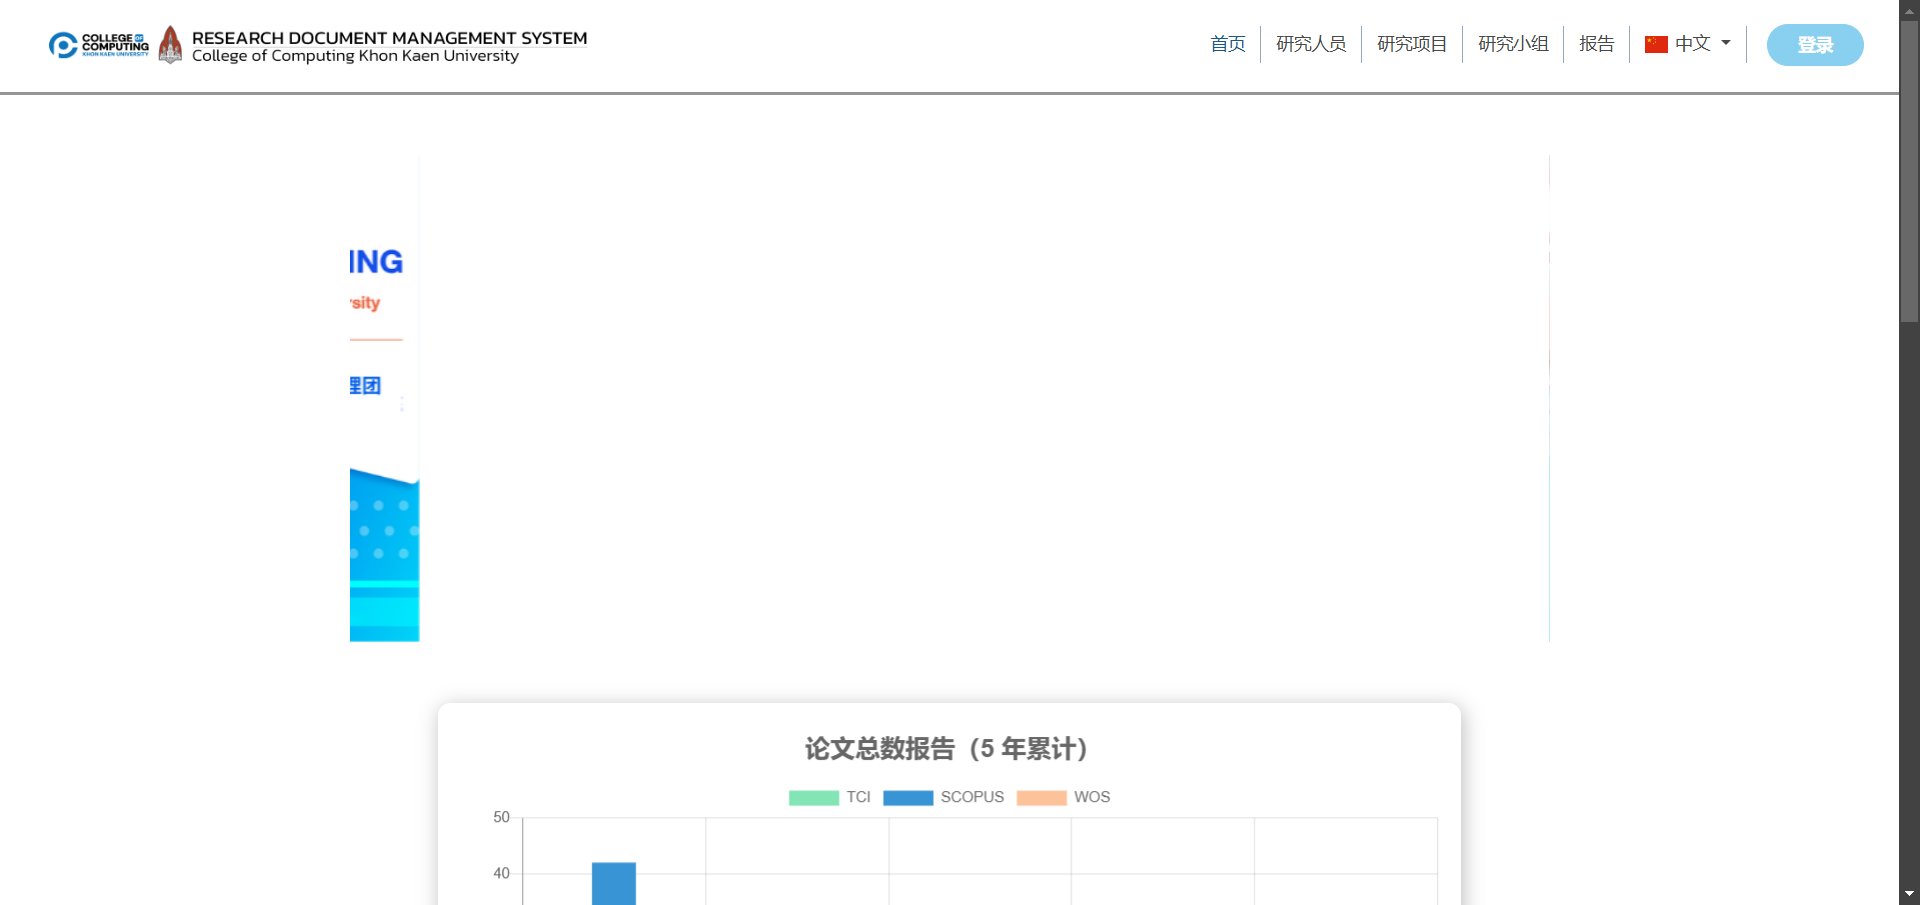 COLLEGE OF
COMPUTING
KHON KAEN UNIVERSITY
RESEARCH DOCUMENT MANAGEMENT SYSTEM
College of Computing Khon Kaen University
首页
研究人员
研究项目
研究小组
报告
中文
登录
ING
rsity
理团
论文总数报告（5 年累计）
TCI
SCOPUS
WOS
50
40